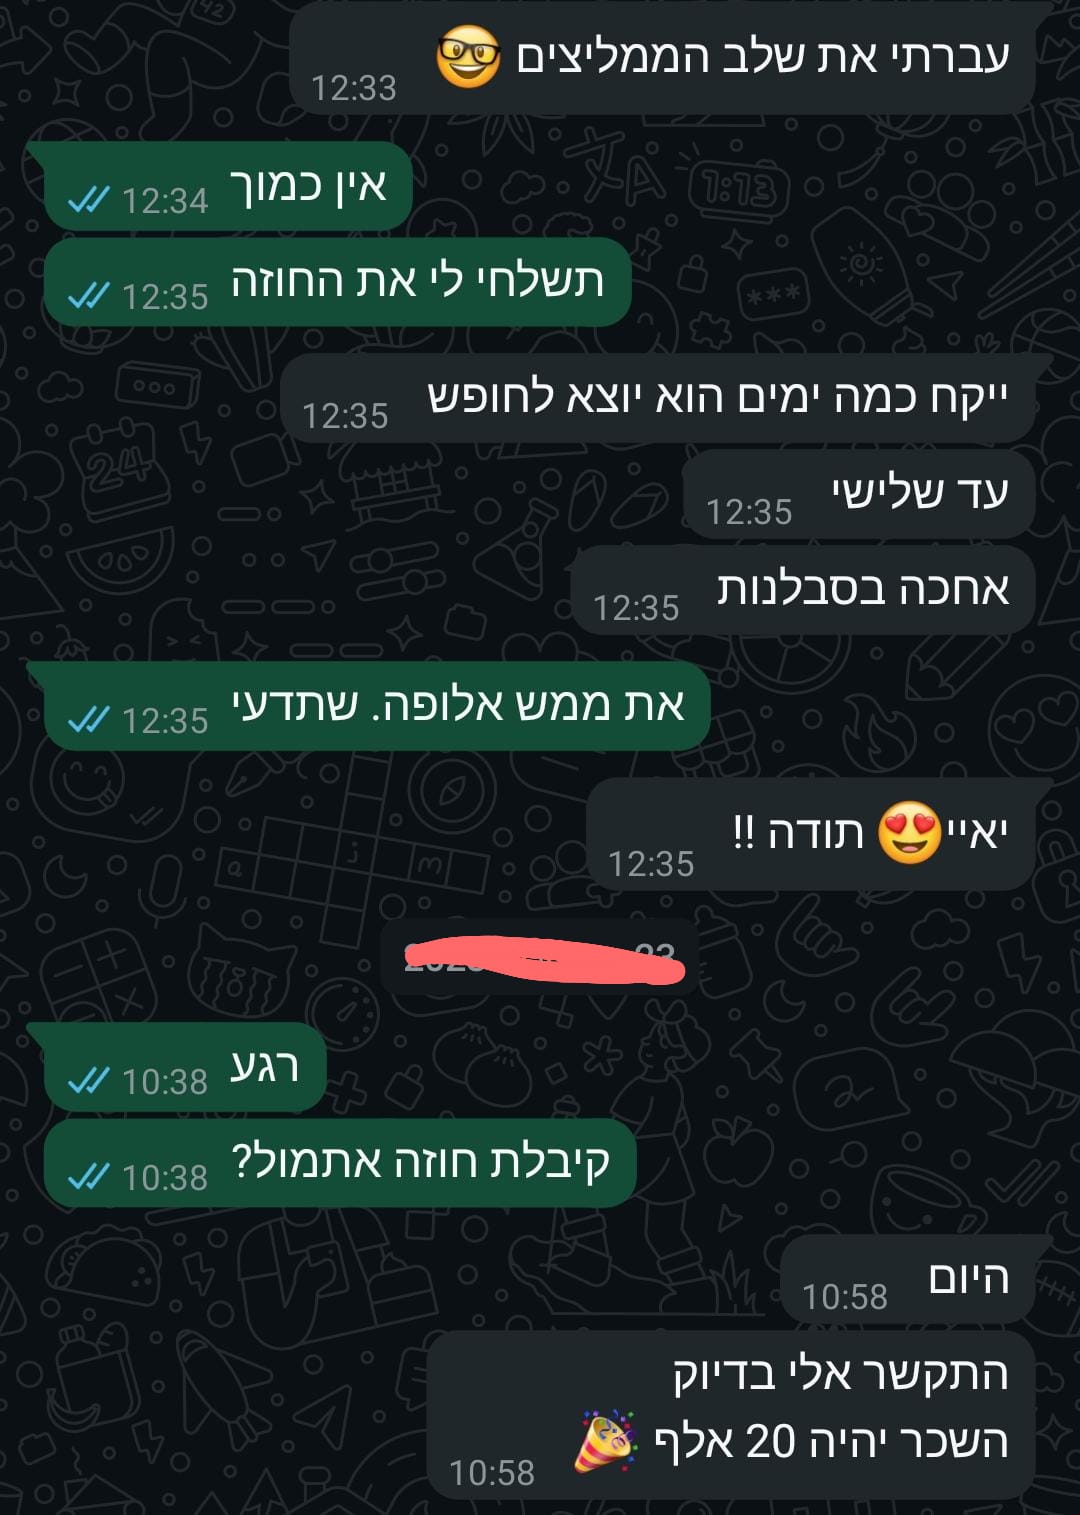 עברתי את שלב הממליצים 🤓
12:33
אין כמוך
12:34
תשלחי לי את החוזה
12:35
ייקח כמה ימים הוא יוצא לחופש
12:35
עד שלישי
12:35
אחכה בסבלנות
12:35
את ממש אלופה. שתדעי
12:35
יאיי😍 תודה !!
12:35
רגע
10:38
קיבלת חוזה אתמול?
10:38
היום
10:58
התקשר אלי בדיוק
השכר יהיה 20 אלף 🎉
10:58